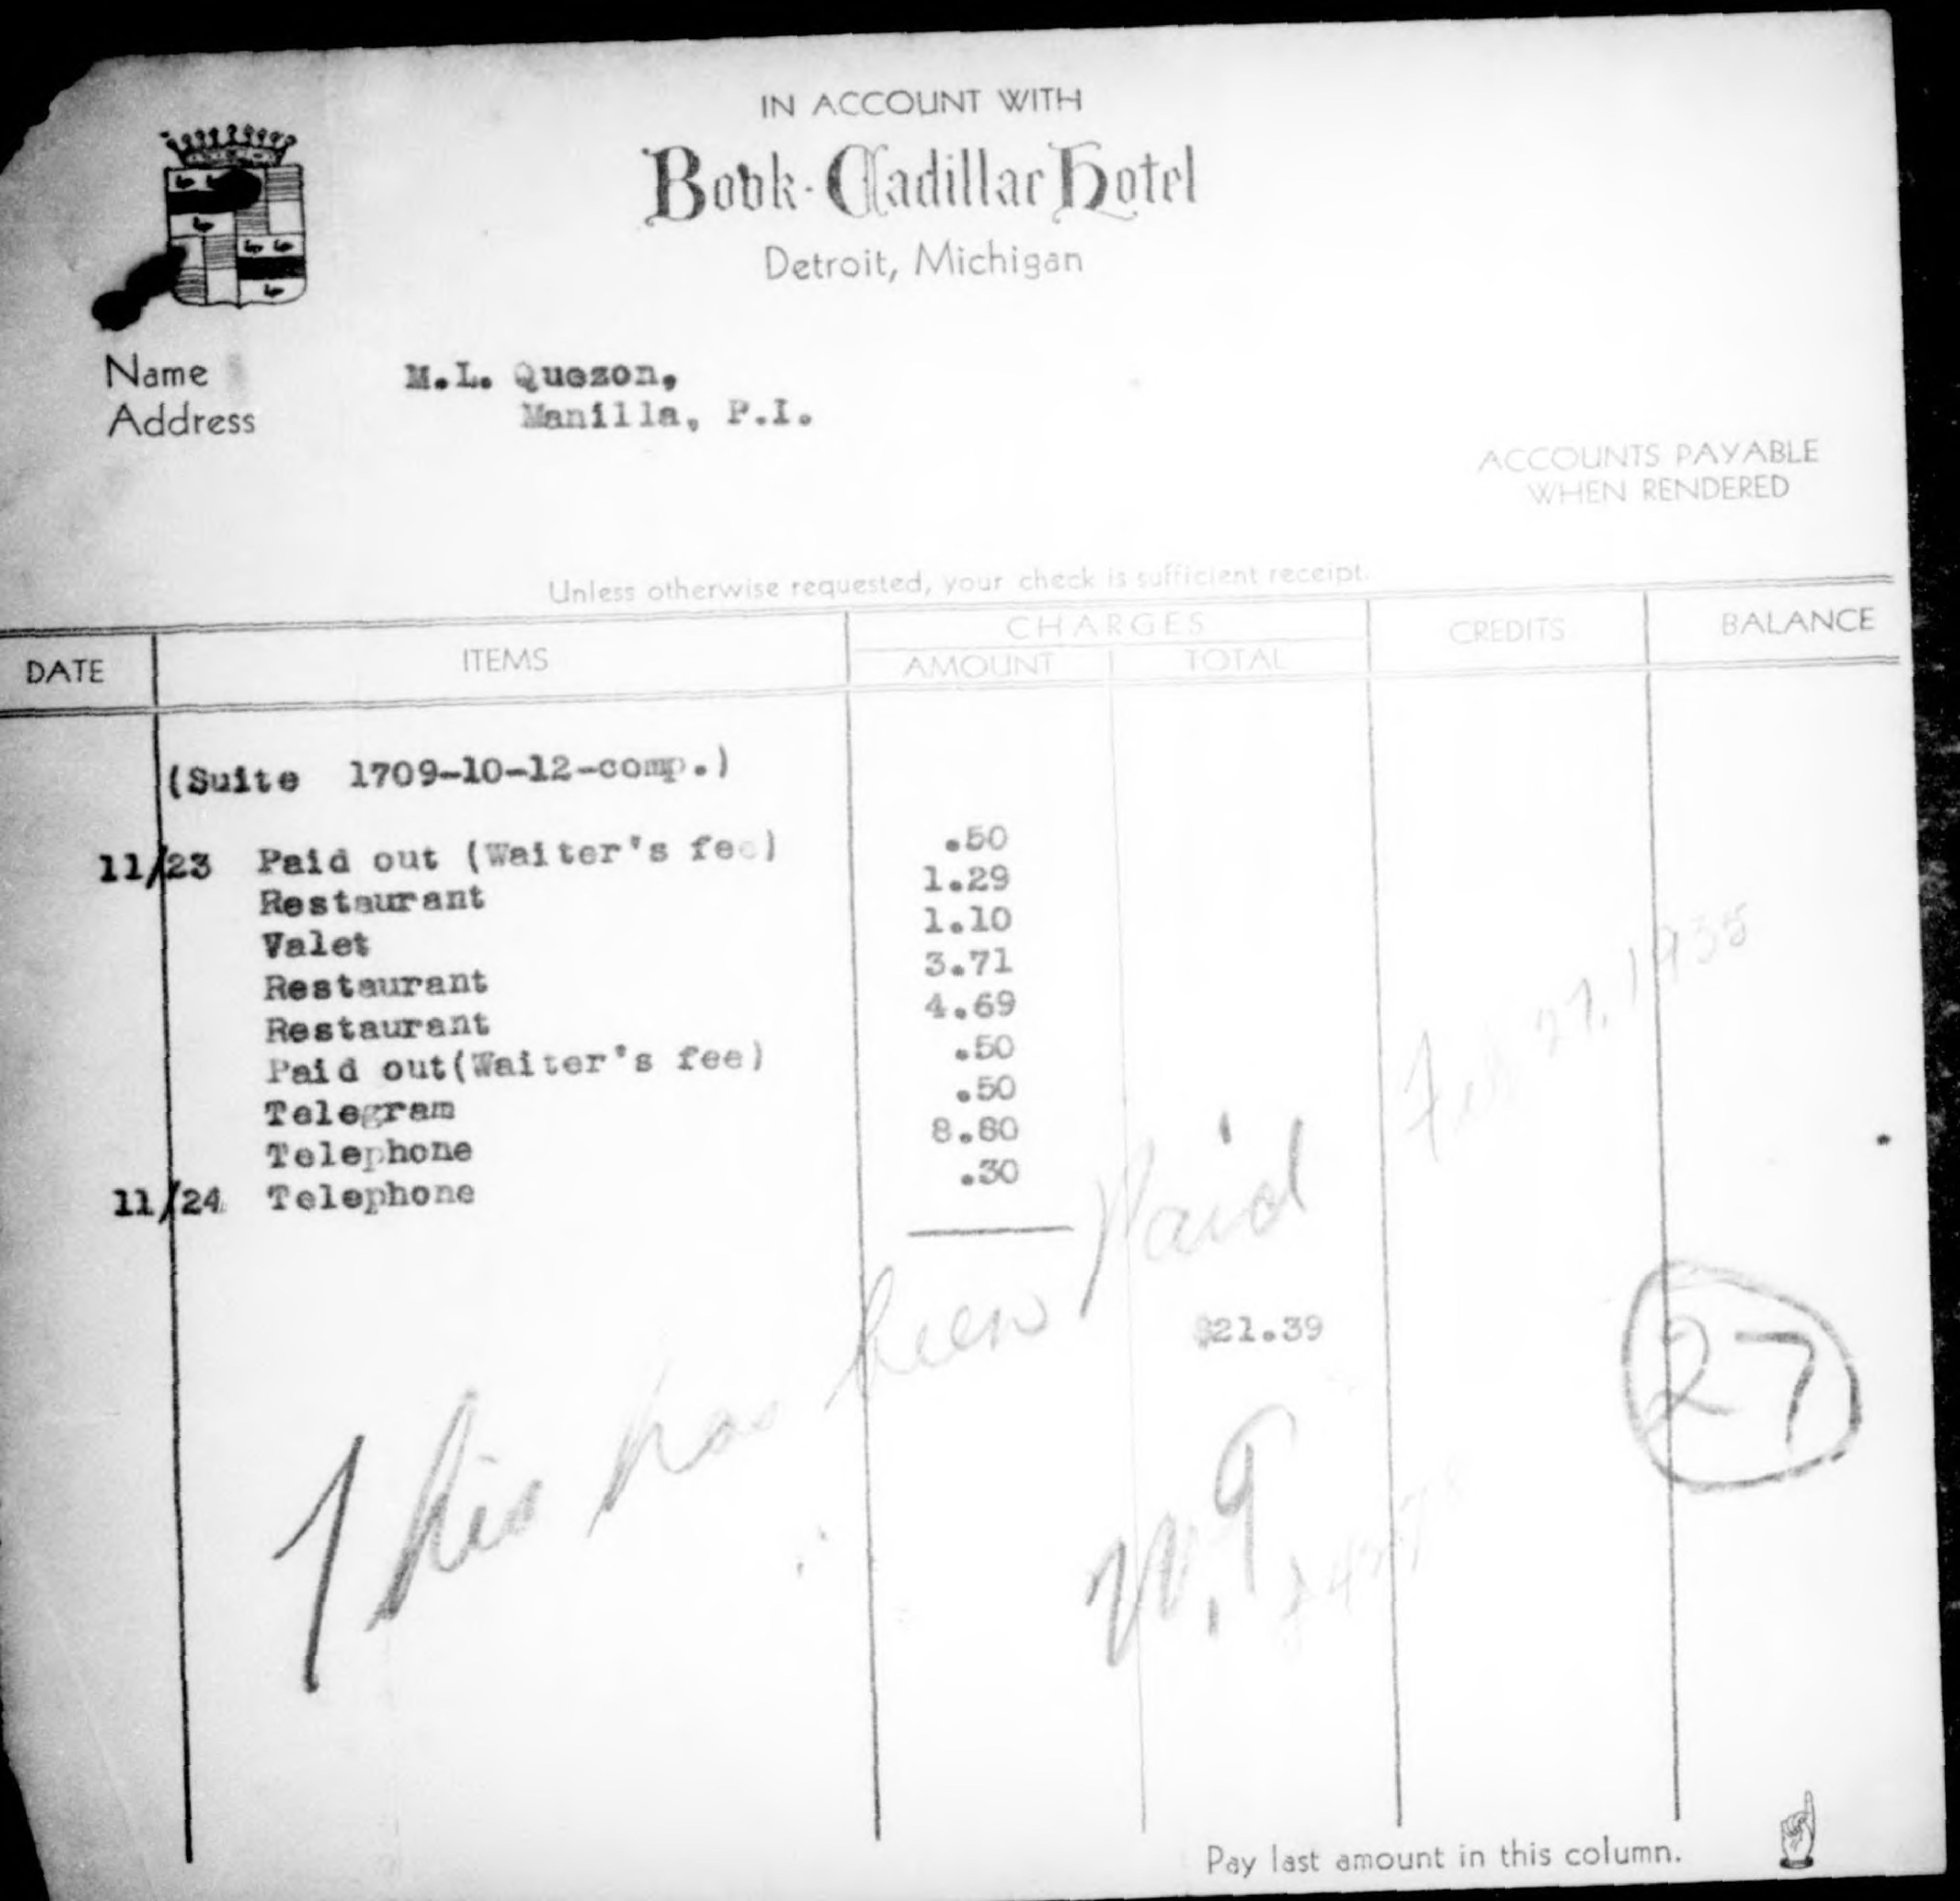 IN ACCOUNT WITH
Book-Cadillac Hotel
Detroit, Michigan
Name M.L. Quezon,
Address Manilla, P.I.
ACCOUNTS PAYABLE
WHEN RENDERED
Unless otherwise requested, your check is sufficient receipt.
DATE ITEMS CHARGES CREDITS BALANCE
AMOUNT TOTAL
(Suite 1709-10-12-comp.)
11/23 Paid out (Waiter's fee) .50
Restaurant 1.29
Valet 1.10
Restaurant 3.71
Restaurant 4.69
Paid out(Waiter's fee) .50
Telegram .50
Telephone 8.80
11/24 Telephone .30
$21.39
This has been Paid
Feb 27, 1935
27
Pay last amount in this column.